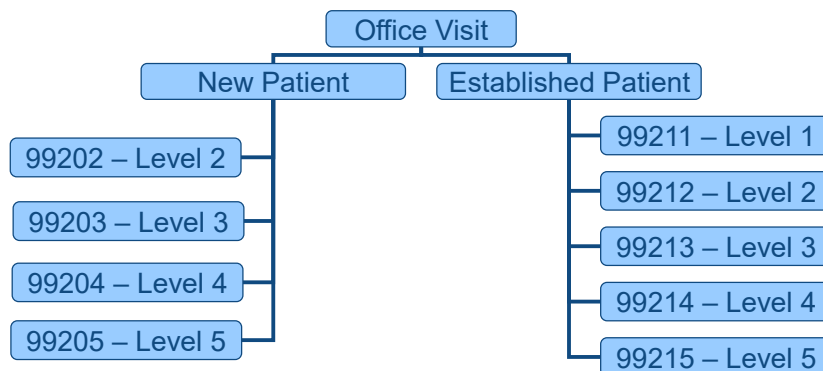 Office Visit
New Patient
Established Patient
99202 – Level 2
99203 – Level 3
99204 – Level 4
99205 – Level 5
99211 – Level 1
99212 – Level 2
99213 – Level 3
99214 – Level 4
99215 – Level 5